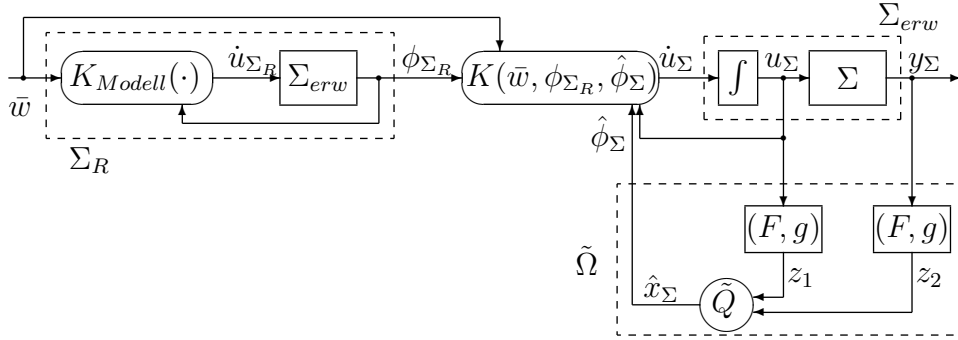 Σ_erw
K_Modell(·)
u̇_Σ_R
Σ_erw
ϕ_Σ_R
K(w̄, ϕ_Σ_R, ϕ̂_Σ)
u̇_Σ
∫
u_Σ
Σ
y_Σ
w̄
Σ_R
ϕ̂_Σ
(F, g)
(F, g)
Ω̃
x̂_Σ
Q̃
z_1
z_2